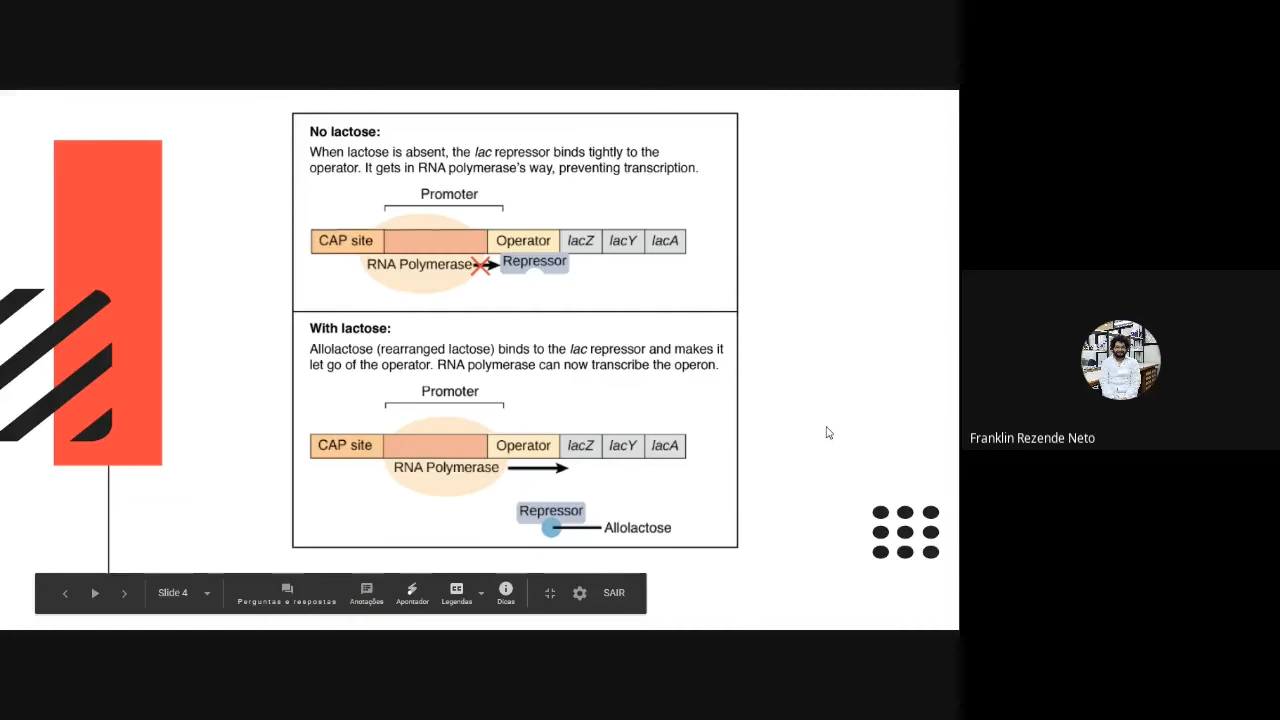 No lactose:
When lactose is absent, the lac repressor binds tightly to the
operator. It gets in RNA polymerase's way, preventing transcription.
Promoter
CAP site Operator lacZ lacY lacA
RNA Polymerase Repressor
With lactose:
Allolactose (rearranged lactose) binds to the lac repressor and makes it
let go of the operator. RNA polymerase can now transcribe the operon.
Promoter
CAP site Operator lacZ lacY lacA
RNA Polymerase
Repressor
Allolactose
Slide 4 Perguntas e respostas Anotações Apontador Legendas Dicas SAIR
Franklin Rezende Neto